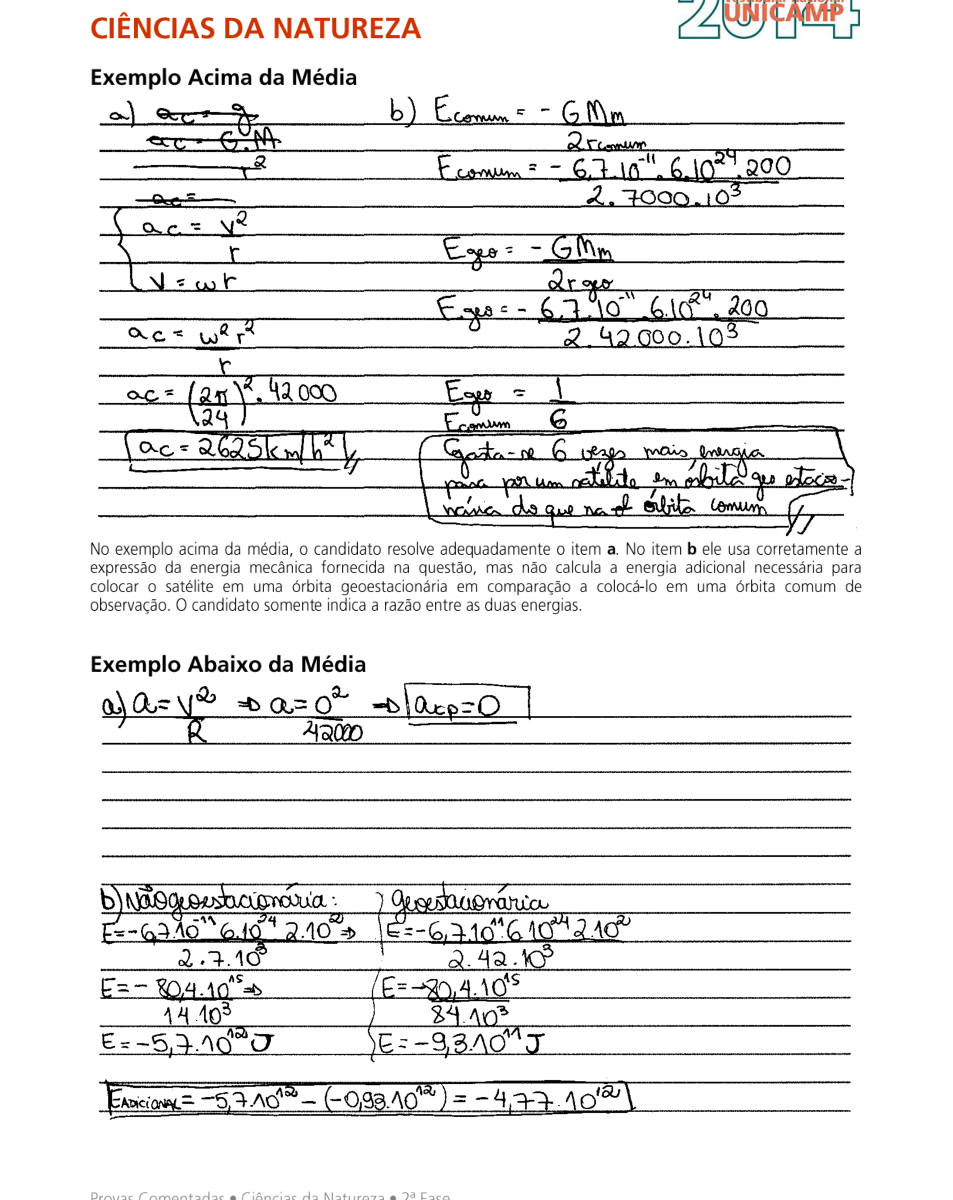 CIÊNCIAS DA NATUREZA
2014
UNICAMP
Exemplo Acima da Média
a) ac = g
ac = G.M
r²
ac =
ac = v²
r
V = ωr
ac = ω²r²
r
ac = (2π)². 42000
24
ac = 2625 km/h²
b) Ecomum = - GMm
2rcomum
Ecomum = - 6,7.10⁻¹¹. 6.10²⁴. 200
2. 7000.10³
Egeo = - GMm
2rgeo
Egeo = - 6,7.10⁻¹¹.6.10²⁴. 200
2. 42000.10³
Egeo = 1
Ecomum 6
Gasta-se 6 vezes mais energia
para por um satélite em órbita geo estacio-
nária do que na órbita comum
No exemplo acima da média, o candidato resolve adequadamente o item a. No item b ele usa corretamente a
expressão da energia mecânica fornecida na questão, mas não calcula a energia adicional necessária para
colocar o satélite em uma órbita geoestacionária em comparação a colocá-lo em uma órbita comum de
observação. O candidato somente indica a razão entre as duas energias.
Exemplo Abaixo da Média
a) a = V² ⇒ a = 0² ⇒ acp = 0
R 42000
b) Nãogeoestacionária:
E = -6,7.10⁻¹¹ 6.10²⁴ 2.10² ⇒
2.7.10³
E = - 80,4.10¹⁵ ⇒
14.10³
E = -5,7.10¹² J
geoestacionária
E = -6,7.10¹¹.6 10²⁴ 2.10²
2.42.10³
E = -80,4.10¹⁵
84.10³
E = -9,3.10¹¹ J
EADICIONAL = -5,7.10¹² - (-0,93.10¹²) = -4,77.10¹²
Provas Comentadas • Ciências da Natureza • 2ª Fase